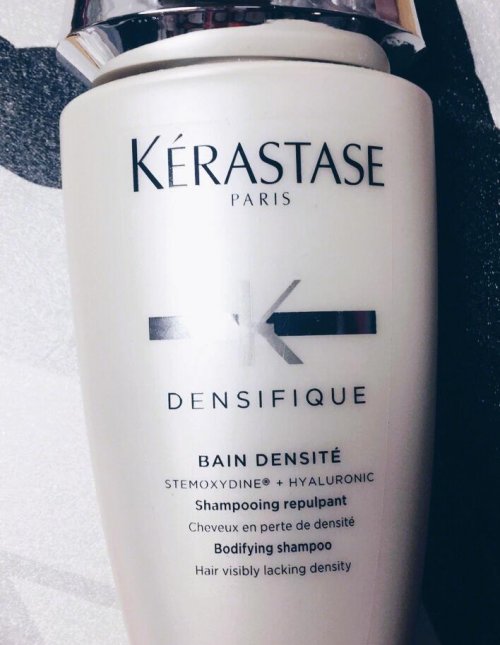 KÉRASTASE
PARIS
K
DENSIFIQUE
BAIN DENSITÉ
STEMOXYDINE® + HYALURONIC
Shampooing repulpant
Cheveux en perte de densité
Bodifying shampoo
Hair visibly lacking density